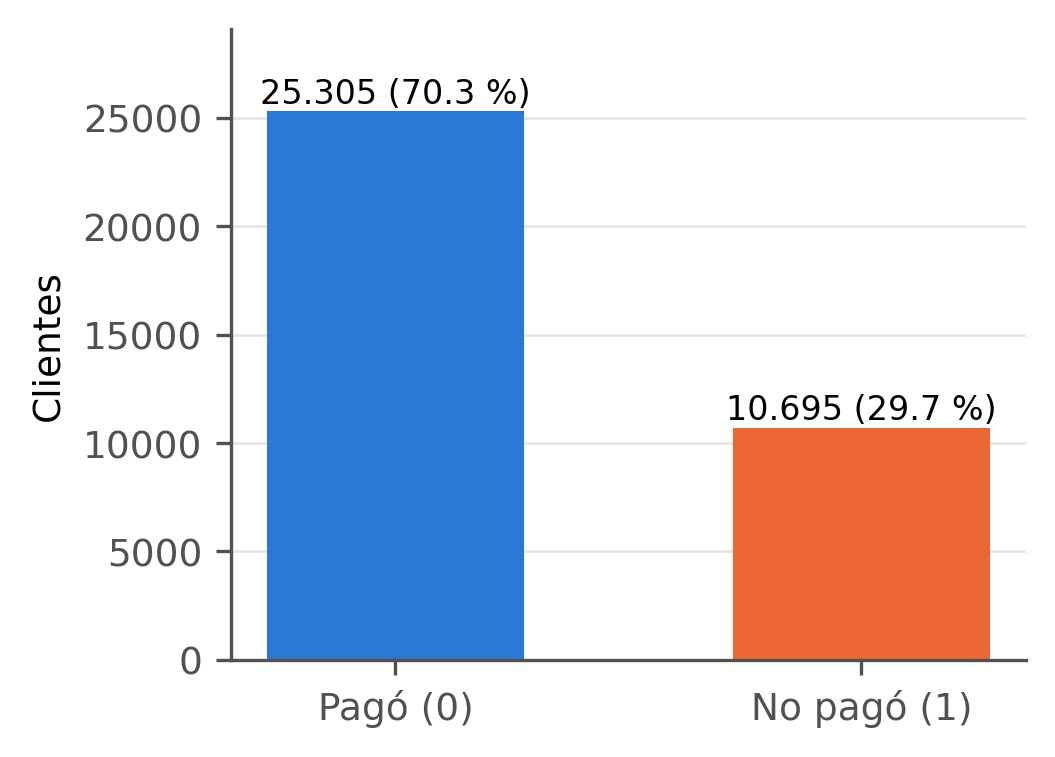 25.305 (70.3 %)
25000
20000
15000
10.695 (29.7 %)
10000
5000
0
Clientes
Pagó (0)
No pagó (1)